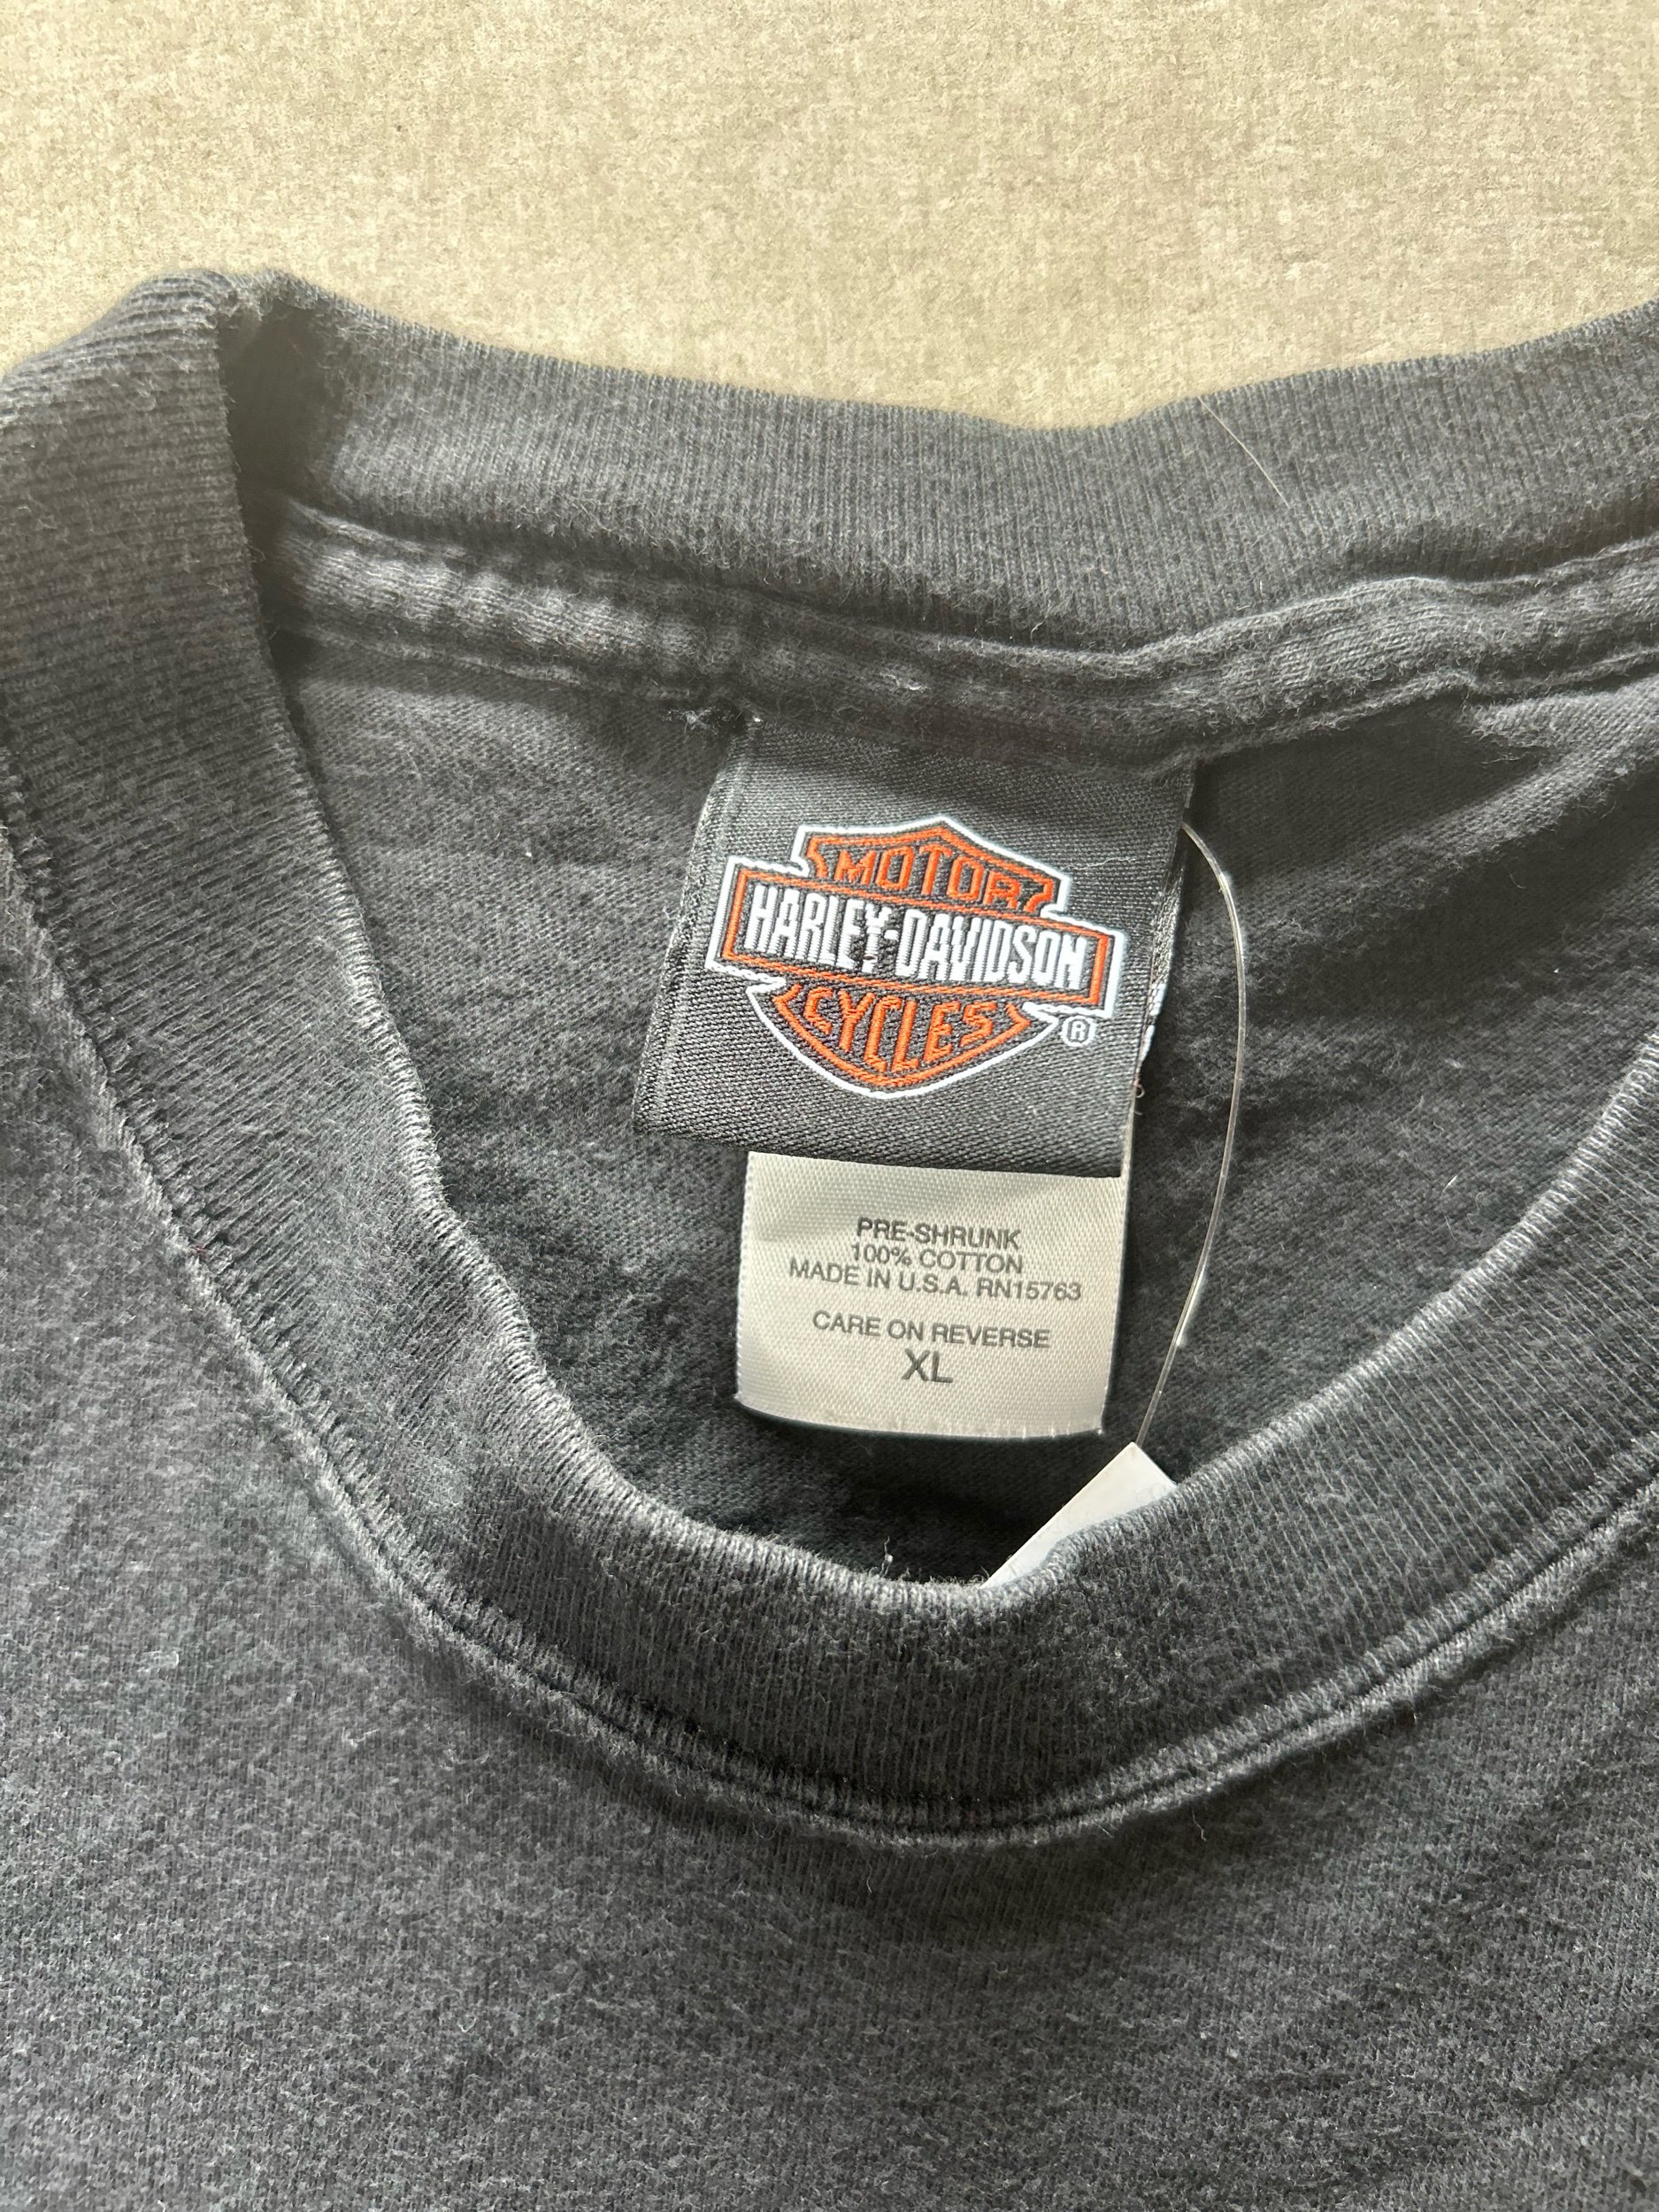 MOTOR
HARLEY-DAVIDSON
CYCLES
®
PRE-SHRUNK
100% COTTON
MADE IN U.S.A. RN15763
CARE ON REVERSE
XL